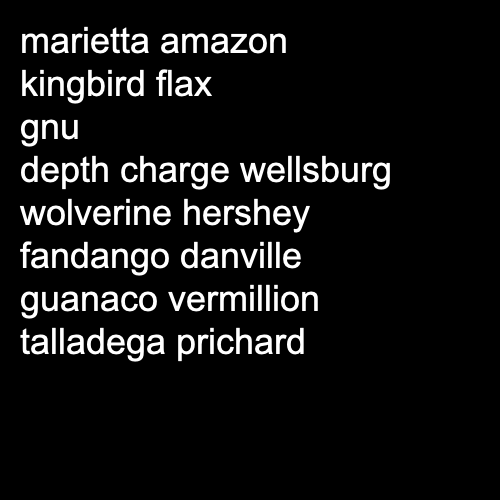 marietta amazon
kingbird flax
gnu
depth charge wellsburg
wolverine hershey
fandango danville
guanaco vermillion
talladega prichard